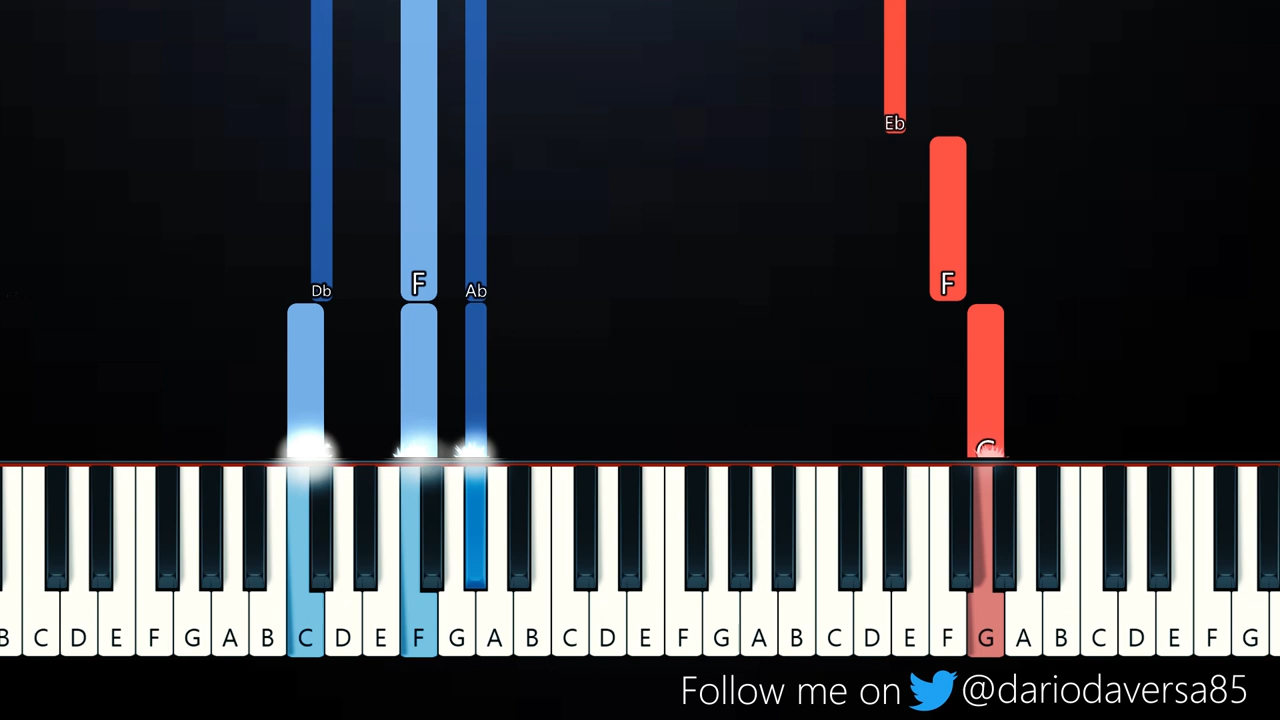 Eb
Db F Ab F
G
B C D E F G A B C D E F G A B C D E F G A B C D E F G A B C D E F G
Follow me on @dariodaversa85